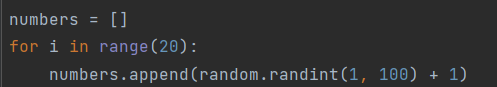 numbers = []
for i in range(20):
    numbers.append(random.randint(1, 100) + 1)